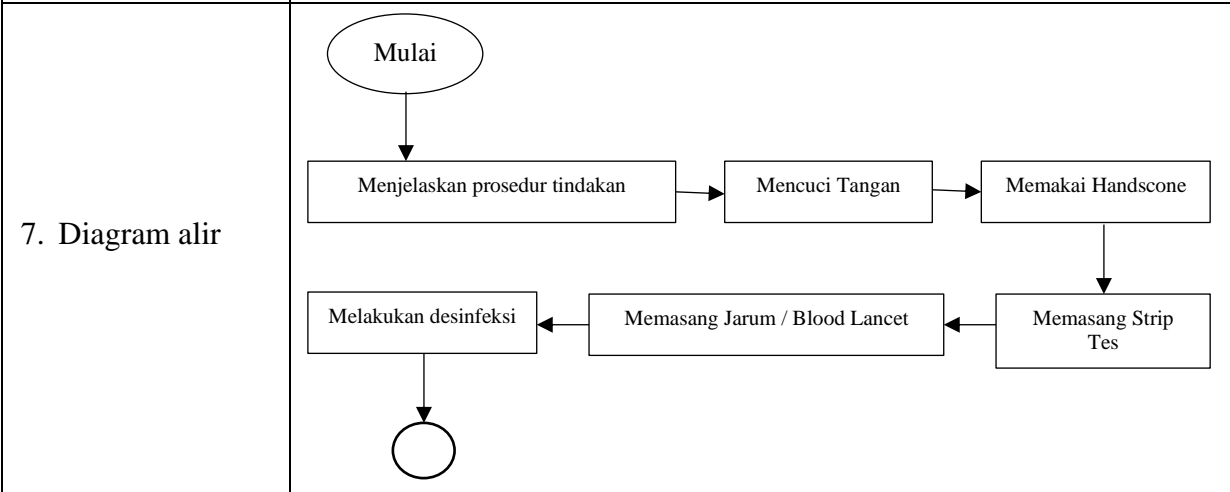 7. Diagram alir
Mulai
Menjelaskan prosedur tindakan
Mencuci Tangan
Memakai Handscone
Memasang Strip
Tes
Memasang Jarum / Blood Lancet
Melakukan desinfeksi